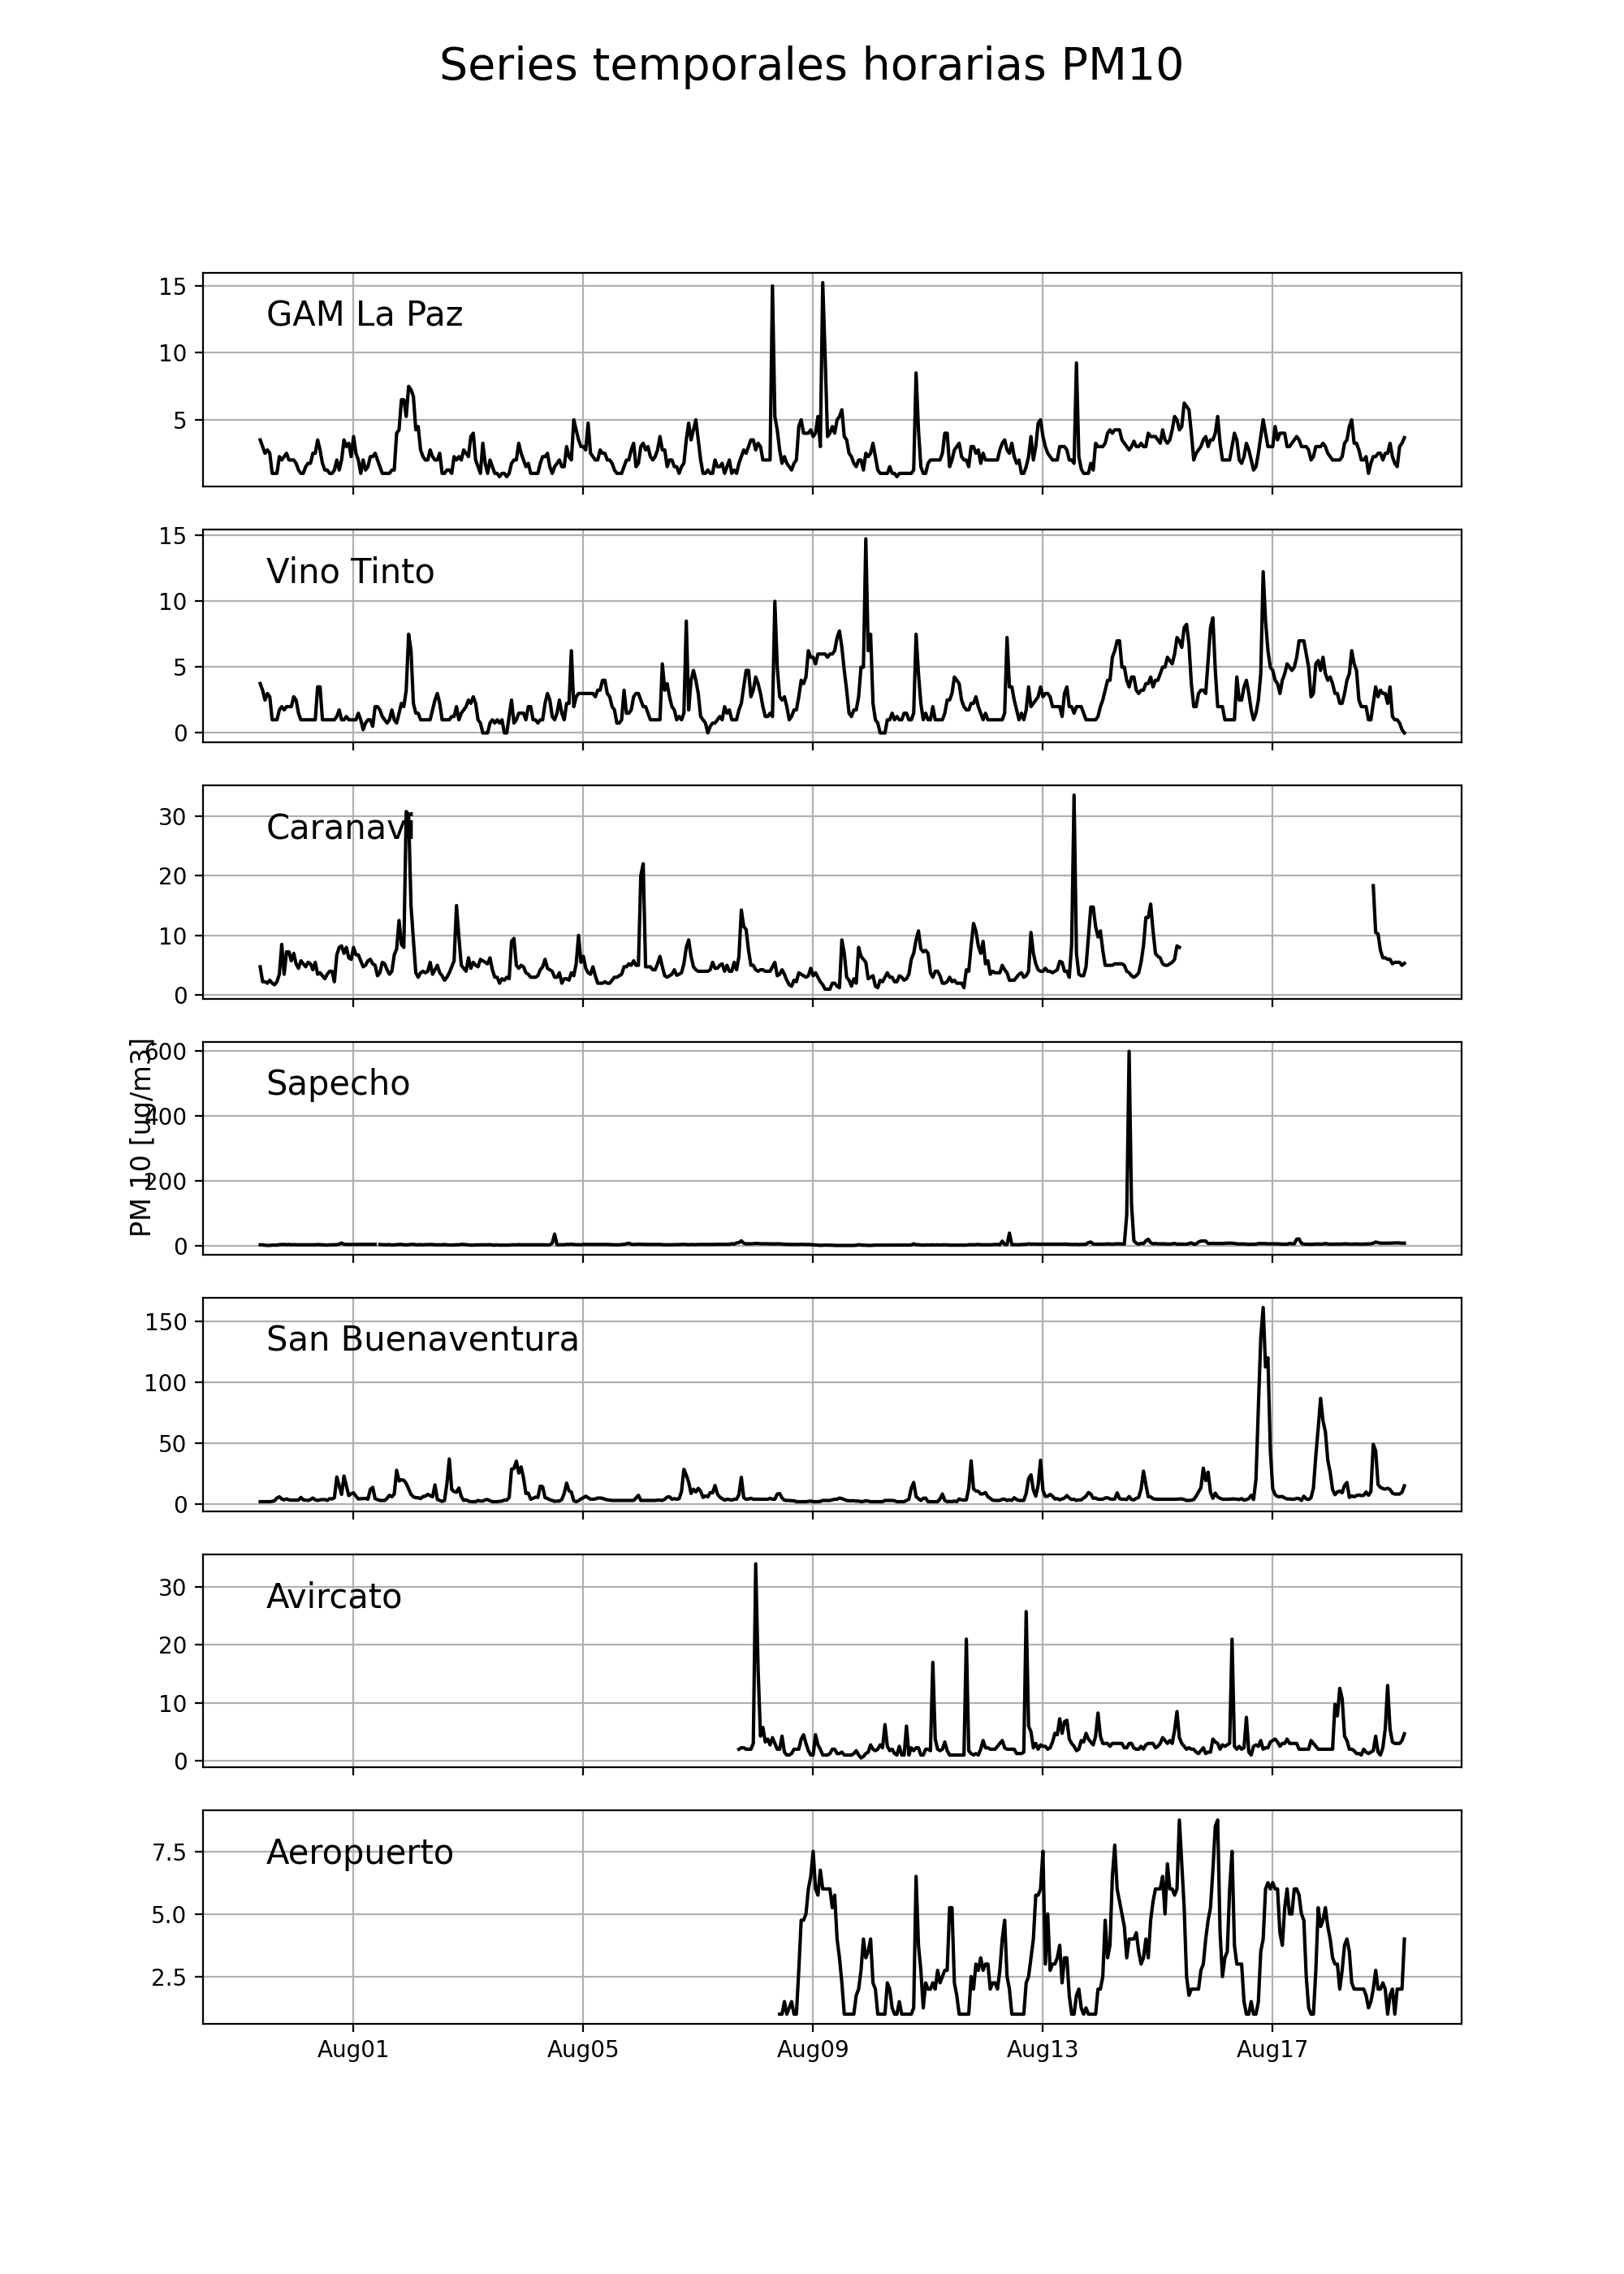 Series temporales horarias PM10
15
10
5
GAM La Paz
15
10
5
0
Vino Tinto
30
20
10
0
Caranavi
PM 10 [ug/m3]
600
400
200
0
Sapecho
150
100
50
0
San Buenaventura
30
20
10
0
Avircato
7.5
5.0
2.5
Aeropuerto
Aug01 Aug05 Aug09 Aug13 Aug17